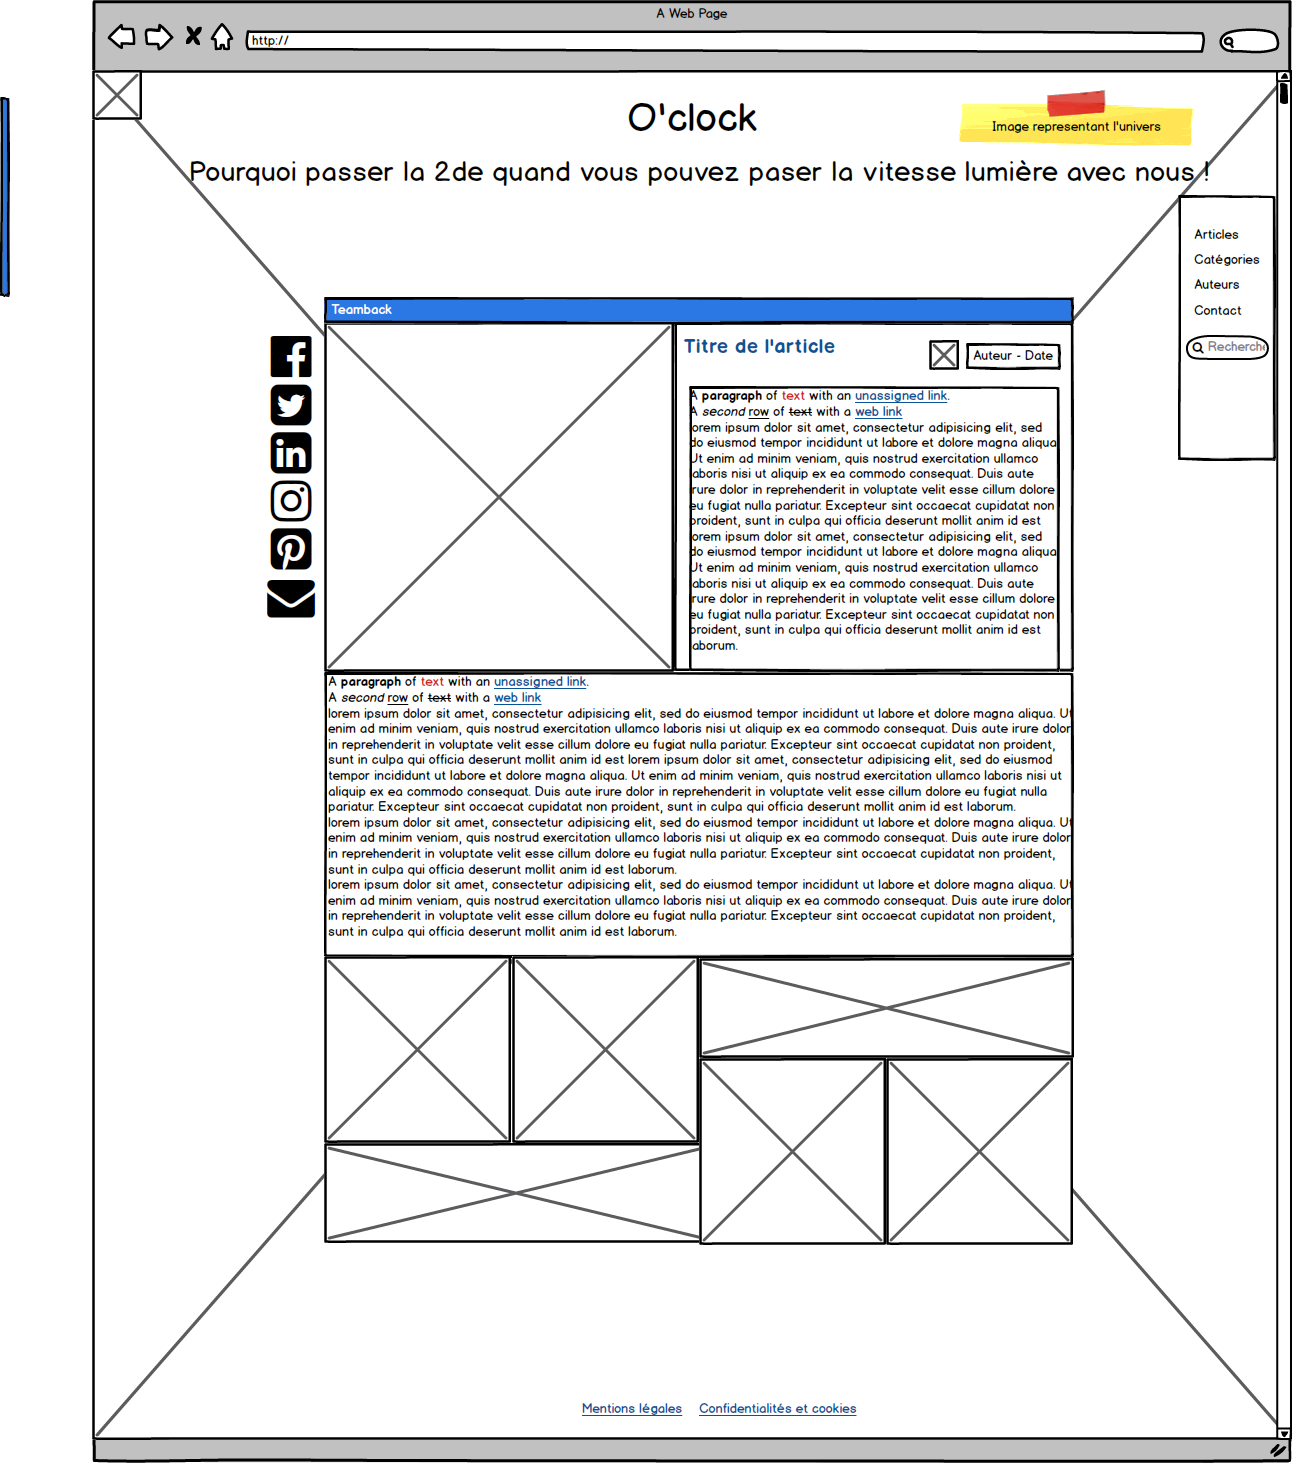 A Web Page
http://
O'clock
Image representant l'univers
Pourquoi passer la 2de quand vous pouvez paser la vitesse lumière avec nous !
Articles
Catégories
Auteurs
Contact
Recherche
Teamback
Titre de l'article
Auteur - Date
A paragraph of text with an unassigned link.
A second row of text with a web link
lorem ipsum dolor sit amet, consectetur adipisicing elit, sed
do eiusmod tempor incididunt ut labore et dolore magna aliqua
Ut enim ad minim veniam, quis nostrud exercitation ullamco
laboris nisi ut aliquip ex ea commodo consequat. Duis aute
irure dolor in reprehenderit in voluptate velit esse cillum dolore
eu fugiat nulla pariatur. Excepteur sint occaecat cupidatat non
proident, sunt in culpa qui officia deserunt mollit anim id est
lorem ipsum dolor sit amet, consectetur adipisicing elit, sed
do eiusmod tempor incididunt ut labore et dolore magna aliqua
Ut enim ad minim veniam, quis nostrud exercitation ullamco
laboris nisi ut aliquip ex ea commodo consequat. Duis aute
irure dolor in reprehenderit in voluptate velit esse cillum dolore
eu fugiat nulla pariatur. Excepteur sint occaecat cupidatat non
proident, sunt in culpa qui officia deserunt mollit anim id est
laborum.
A paragraph of text with an unassigned link.
A second row of text with a web link
lorem ipsum dolor sit amet, consectetur adipisicing elit, sed do eiusmod tempor incididunt ut labore et dolore magna aliqua. Ut
enim ad minim veniam, quis nostrud exercitation ullamco laboris nisi ut aliquip ex ea commodo consequat. Duis aute irure dolor
in reprehenderit in voluptate velit esse cillum dolore eu fugiat nulla pariatur. Excepteur sint occaecat cupidatat non proident,
sunt in culpa qui officia deserunt mollit anim id est lorem ipsum dolor sit amet, consectetur adipisicing elit, sed do eiusmod
tempor incididunt ut labore et dolore magna aliqua. Ut enim ad minim veniam, quis nostrud exercitation ullamco laboris nisi ut
aliquip ex ea commodo consequat. Duis aute irure dolor in reprehenderit in voluptate velit esse cillum dolore eu fugiat nulla
pariatur. Excepteur sint occaecat cupidatat non proident, sunt in culpa qui officia deserunt mollit anim id est laborum.
lorem ipsum dolor sit amet, consectetur adipisicing elit, sed do eiusmod tempor incididunt ut labore et dolore magna aliqua. Ut
enim ad minim veniam, quis nostrud exercitation ullamco laboris nisi ut aliquip ex ea commodo consequat. Duis aute irure dolor
in reprehenderit in voluptate velit esse cillum dolore eu fugiat nulla pariatur. Excepteur sint occaecat cupidatat non proident,
sunt in culpa qui officia deserunt mollit anim id est laborum.
lorem ipsum dolor sit amet, consectetur adipisicing elit, sed do eiusmod tempor incididunt ut labore et dolore magna aliqua. Ut
enim ad minim veniam, quis nostrud exercitation ullamco laboris nisi ut aliquip ex ea commodo consequat. Duis aute irure dolor
in reprehenderit in voluptate velit esse cillum dolore eu fugiat nulla pariatur. Excepteur sint occaecat cupidatat non proident,
sunt in culpa qui officia deserunt mollit anim id est laborum.
Mentions légales Confidentialités et cookies